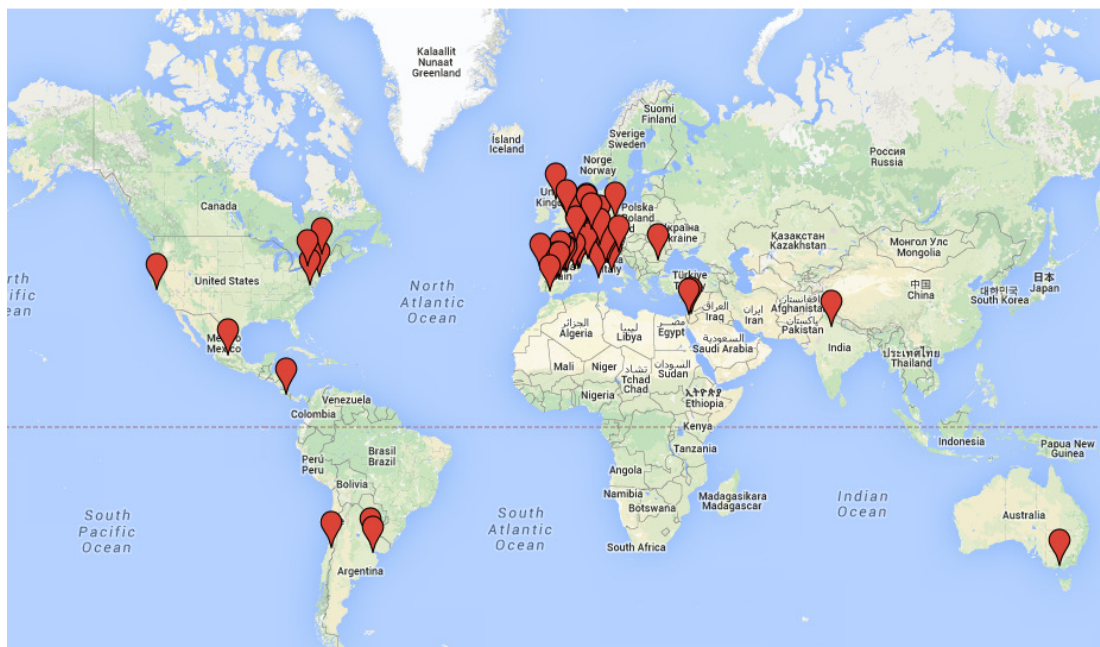 Kalaallit
Nunaat
Greenland
Ísland
Iceland
Suomi
Finland
Sverige
Sweden
Norge
Norway
Россия
Russia
Canada
United States
North
Atlantic
Ocean
Polska
Қазақстан
Kazakhstan
Монгол Улс
Mongolia
中国
China
대한민국
South Korea
日本
Japan
Türkiye
العراق
Iraq
ایران
Iran
افغانستان
Afghanistan
پاکستان
Pakistan
India
ประเทศไทย
Thailand
الجزائر
Algeria
ليبيا
Libya
مصر
Egypt
السعودية
Saudi Arabia
Mali
Niger
تشاد
Tchad
Chad
السودان
Sudan
Nigeria
ኢትዮጵያ
Ethiopia
Kenya
Tanzania
Mexico
Venezuela
Colombia
Perú
Peru
Brasil
Brazil
Bolivia
Argentina
Angola
Namibia
Botswana
South Africa
Madagasikara
Madagascar
Indonesia
Papua New
Guinea
Australia
South
Pacific
Ocean
South
Atlantic
Ocean
Indian
Ocean